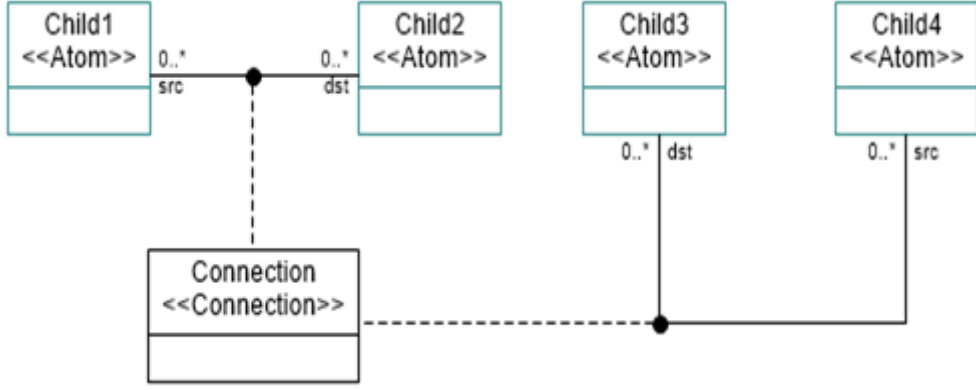 Child1
<<Atom>>
0..*
src
0..*
dst
Child2
<<Atom>>
Child3
<<Atom>>
0..* dst
Child4
<<Atom>>
0..* src
Connection
<<Connection>>